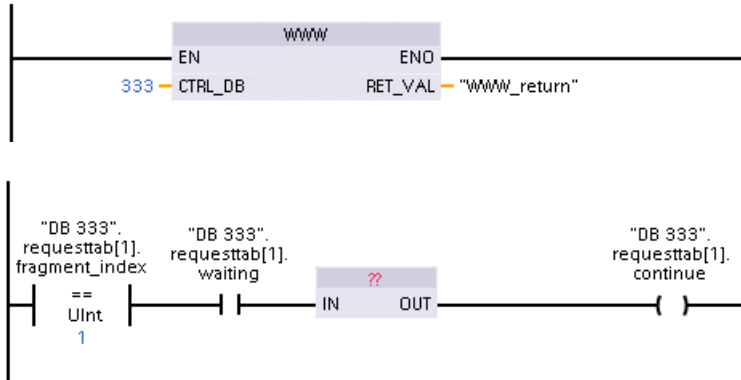 WWW
EN ENO
333 CTRL_DB RET_VAL "WWW_return"
"DB 333". "DB 333". "DB 333".
requesttab[1]. requesttab[1]. requesttab[1].
fragment_index waiting continue
== ??
UInt IN OUT
1